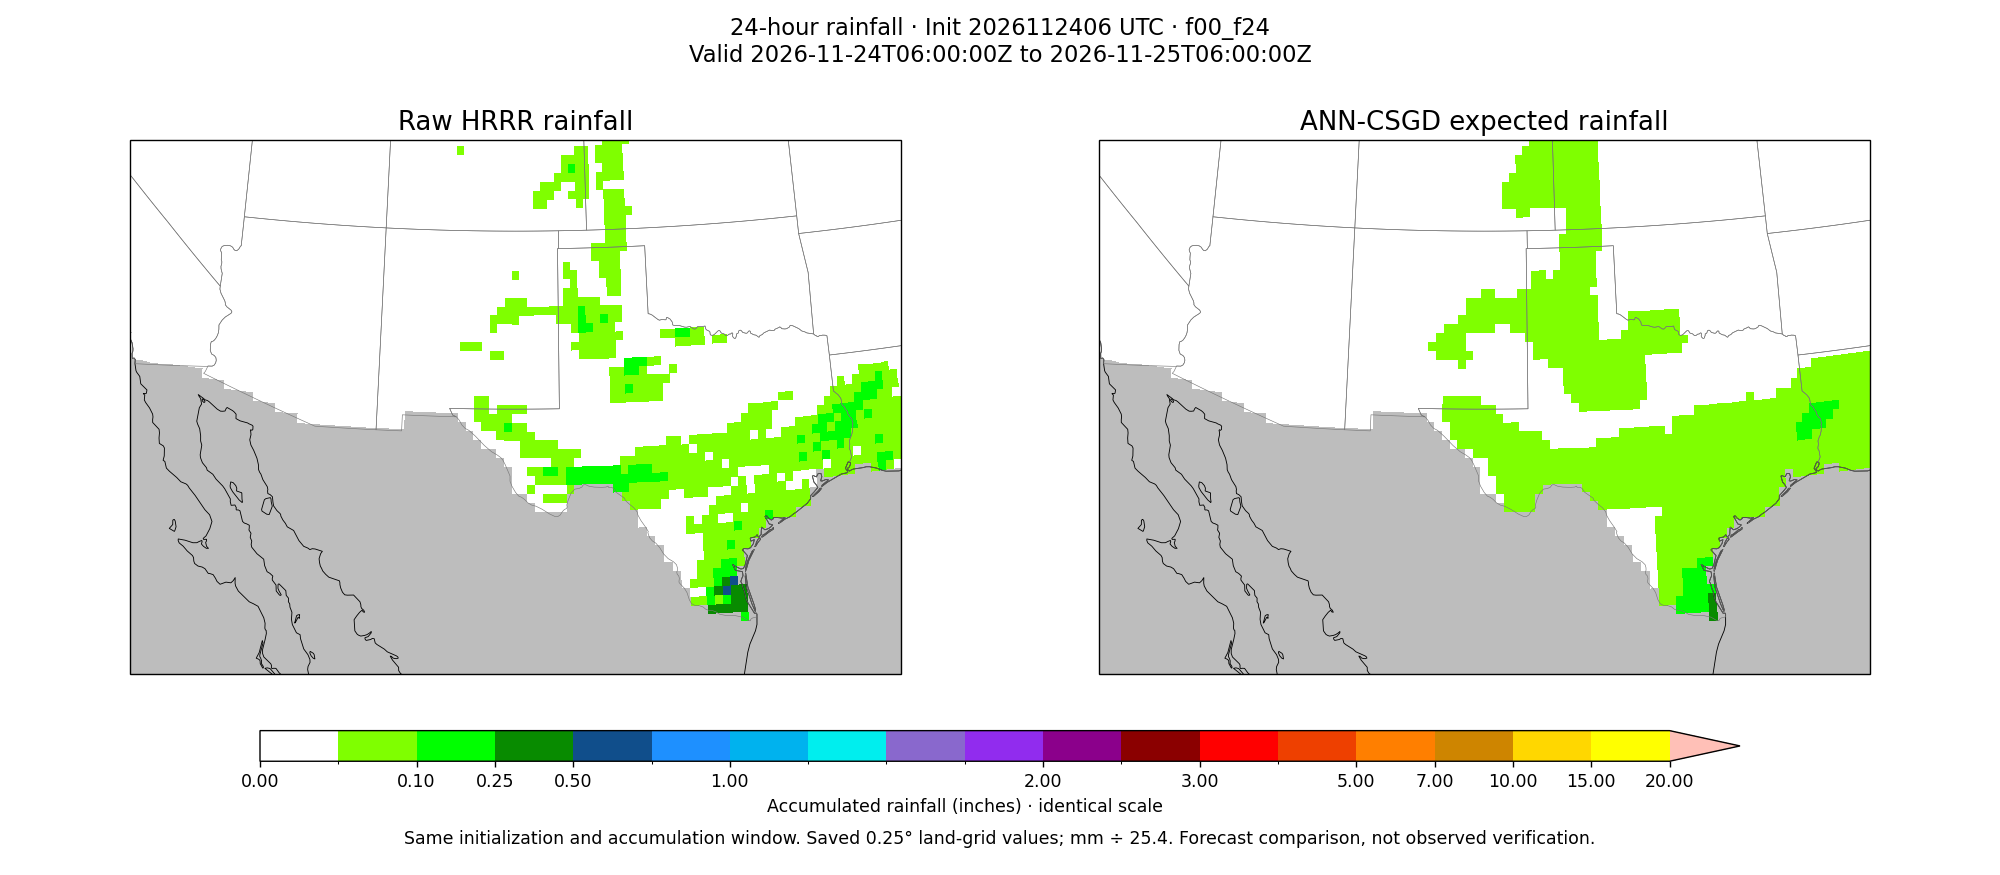 24-hour rainfall · Init 2026112406 UTC · f00_f24
Valid 2026-11-24T06:00:00Z to 2026-11-25T06:00:00Z
Raw HRRR rainfall
ANN-CSGD expected rainfall
0.00 0.10 0.25 0.50 1.00 2.00 3.00 5.00 7.00 10.00 15.00 20.00
Accumulated rainfall (inches) · identical scale
Same initialization and accumulation window. Saved 0.25° land-grid values; mm ÷ 25.4. Forecast comparison, not observed verification.